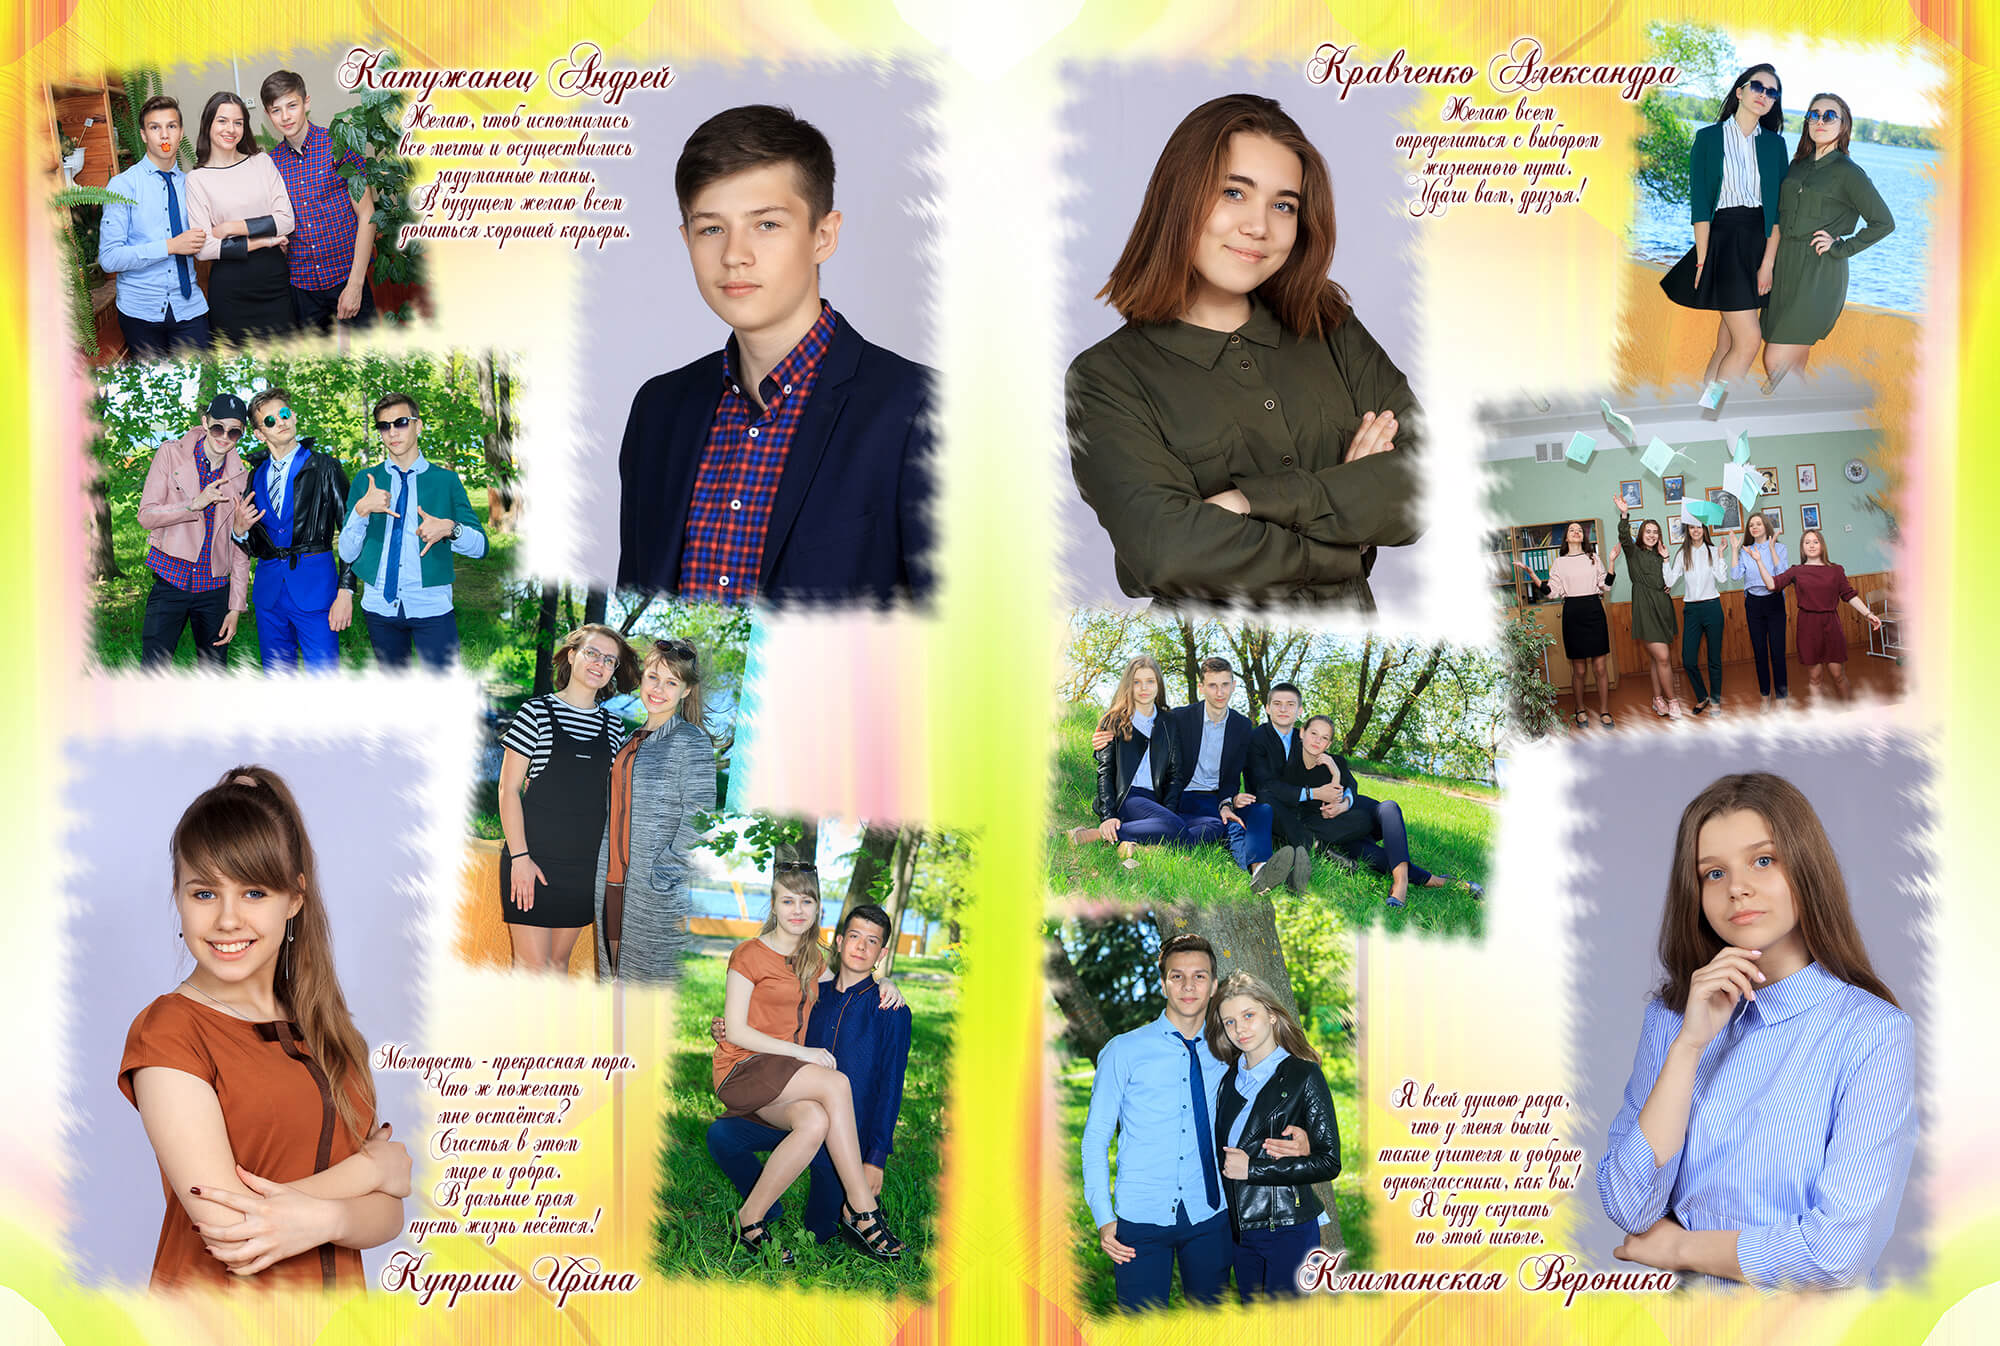 Катужанец Андрей
Желаю, чтоб исполнились
все мечты и осуществились
задуманные планы.
В будущем желаю всем
добиться хорошей карьеры.
Молодость - прекрасная пора.
Что ж пожелать
мне остаётся?
Счастья в этом
мире и добра.
В дальние края
пусть жизнь несётся!
Куприш Ирина
Кравченко Александра
Желаю всем
определиться с выбором
жизненного пути.
Удачи вам, друзья!
Я всей душою рада,
что у меня были
такие учителя и добрые
одноклассники, как вы!
Я буду скучать
по этой школе.
Климанская Вероника